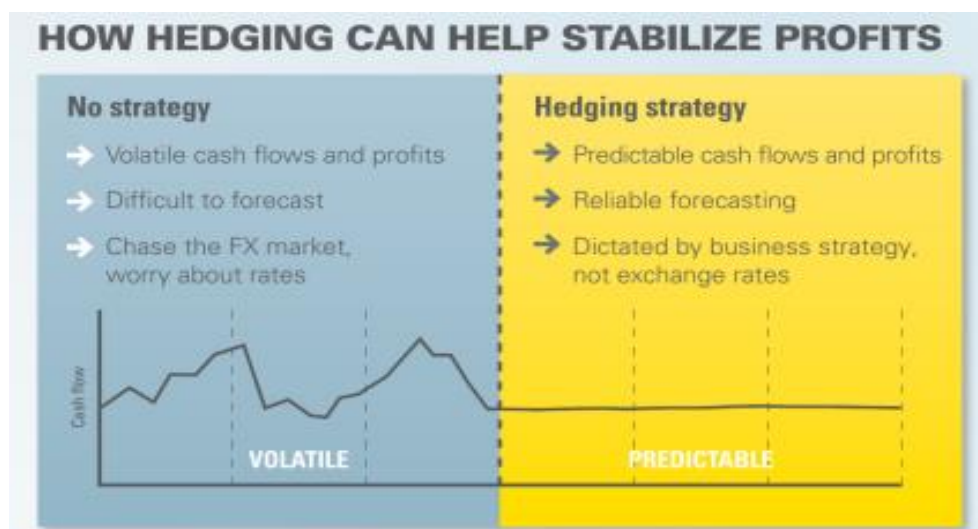 HOW HEDGING CAN HELP STABILIZE PROFITS
No strategy
→ Volatile cash flows and profits
→ Difficult to forecast
→ Chase the FX market,
worry about rates
Hedging strategy
→ Predictable cash flows and profits
→ Reliable forecasting
→ Dictated by business strategy,
not exchange rates
Cash flow
VOLATILE
PREDICTABLE